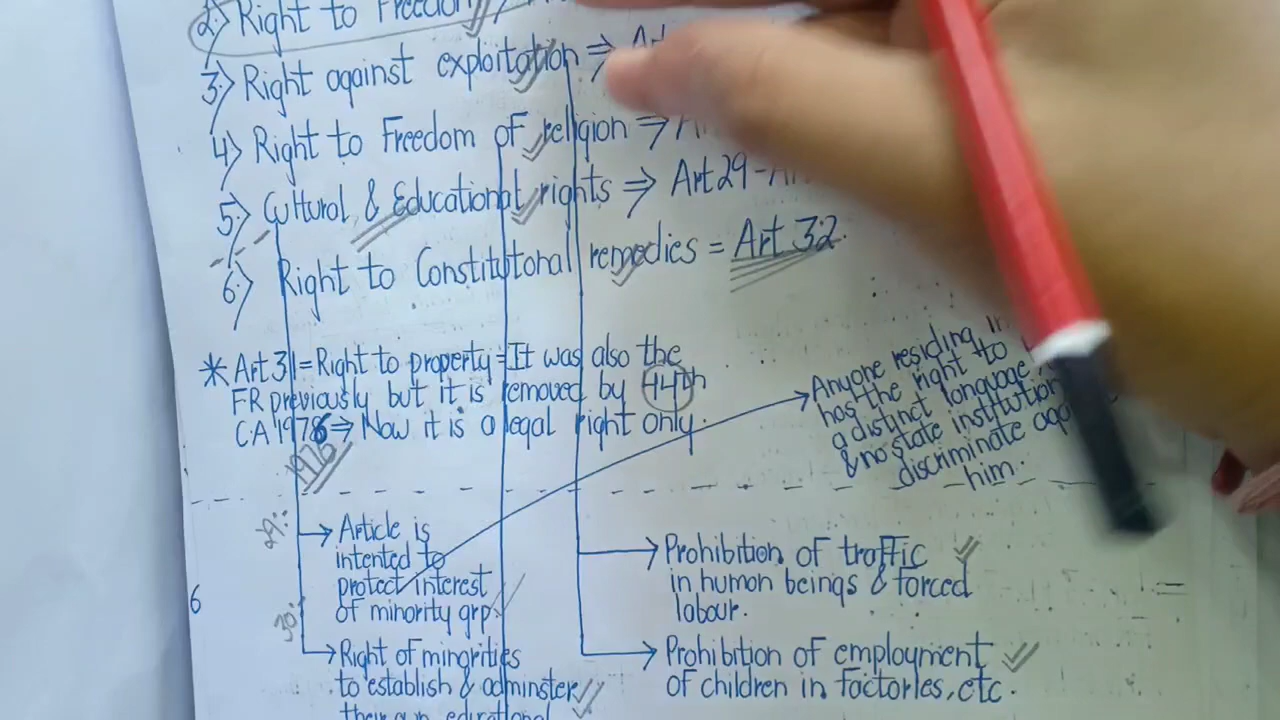 2) Right to Freedom
3) Right against exploitation ⇒
4) Right to Freedom of religion ⇒
5) Cultural & Educational rights ⇒ Art 29 -
6) Right to Constitutonal remedies = Art 32.
* Art 31 = Right to property = It was also the
FR previously but it is removed by 44th
CA 1978 ⇒ Now it is a legal right only.
1978
Anyone residing in
has the right to
a distinct language
& no state institution
discriminate
him.
29:-
→ Article is
intented to
protect interest
of minority grp.
30:-
→ Right of minorities
to establish & adminster
their own
→ Prohibition of traffic
in human beings & forced
labour.
→ Prohibition of employment
of children in factories, etc.
6